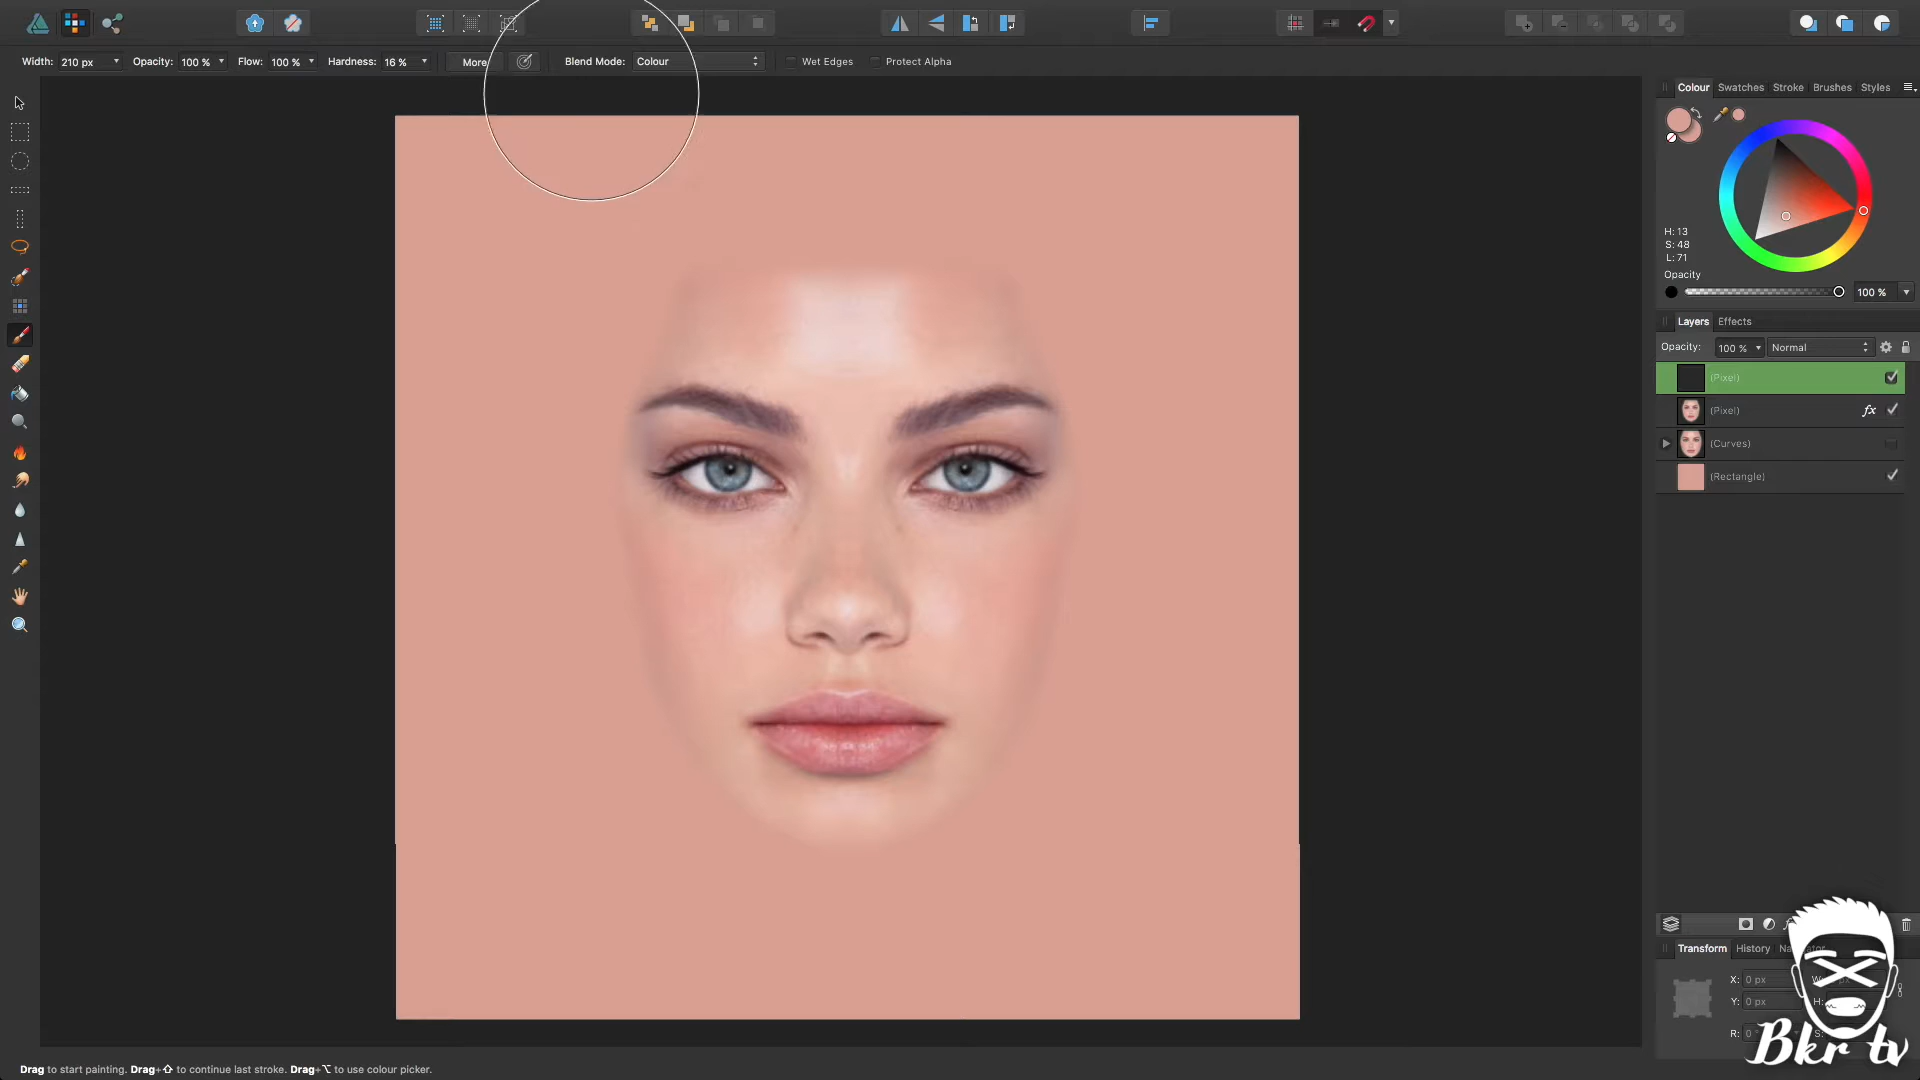 Width: 210 px Opacity: 100 % Flow: 100 % Hardness: 16 % More Blend Mode: Colour Wet Edges Protect Alpha
Colour Swatches Stroke Brushes Styles
H: 13
S: 48
L: 71
Opacity
100 %
Layers Effects
Opacity: 100 % Normal
(Pixel)
(Pixel) fx
(Curves)
(Rectangle)
Transform History
X: 0 px
Y: 0 px H:
R: 0 S:
Bkr tv
Drag to start painting. Drag+⇧ to continue last stroke. Drag+⌥ to use colour picker.